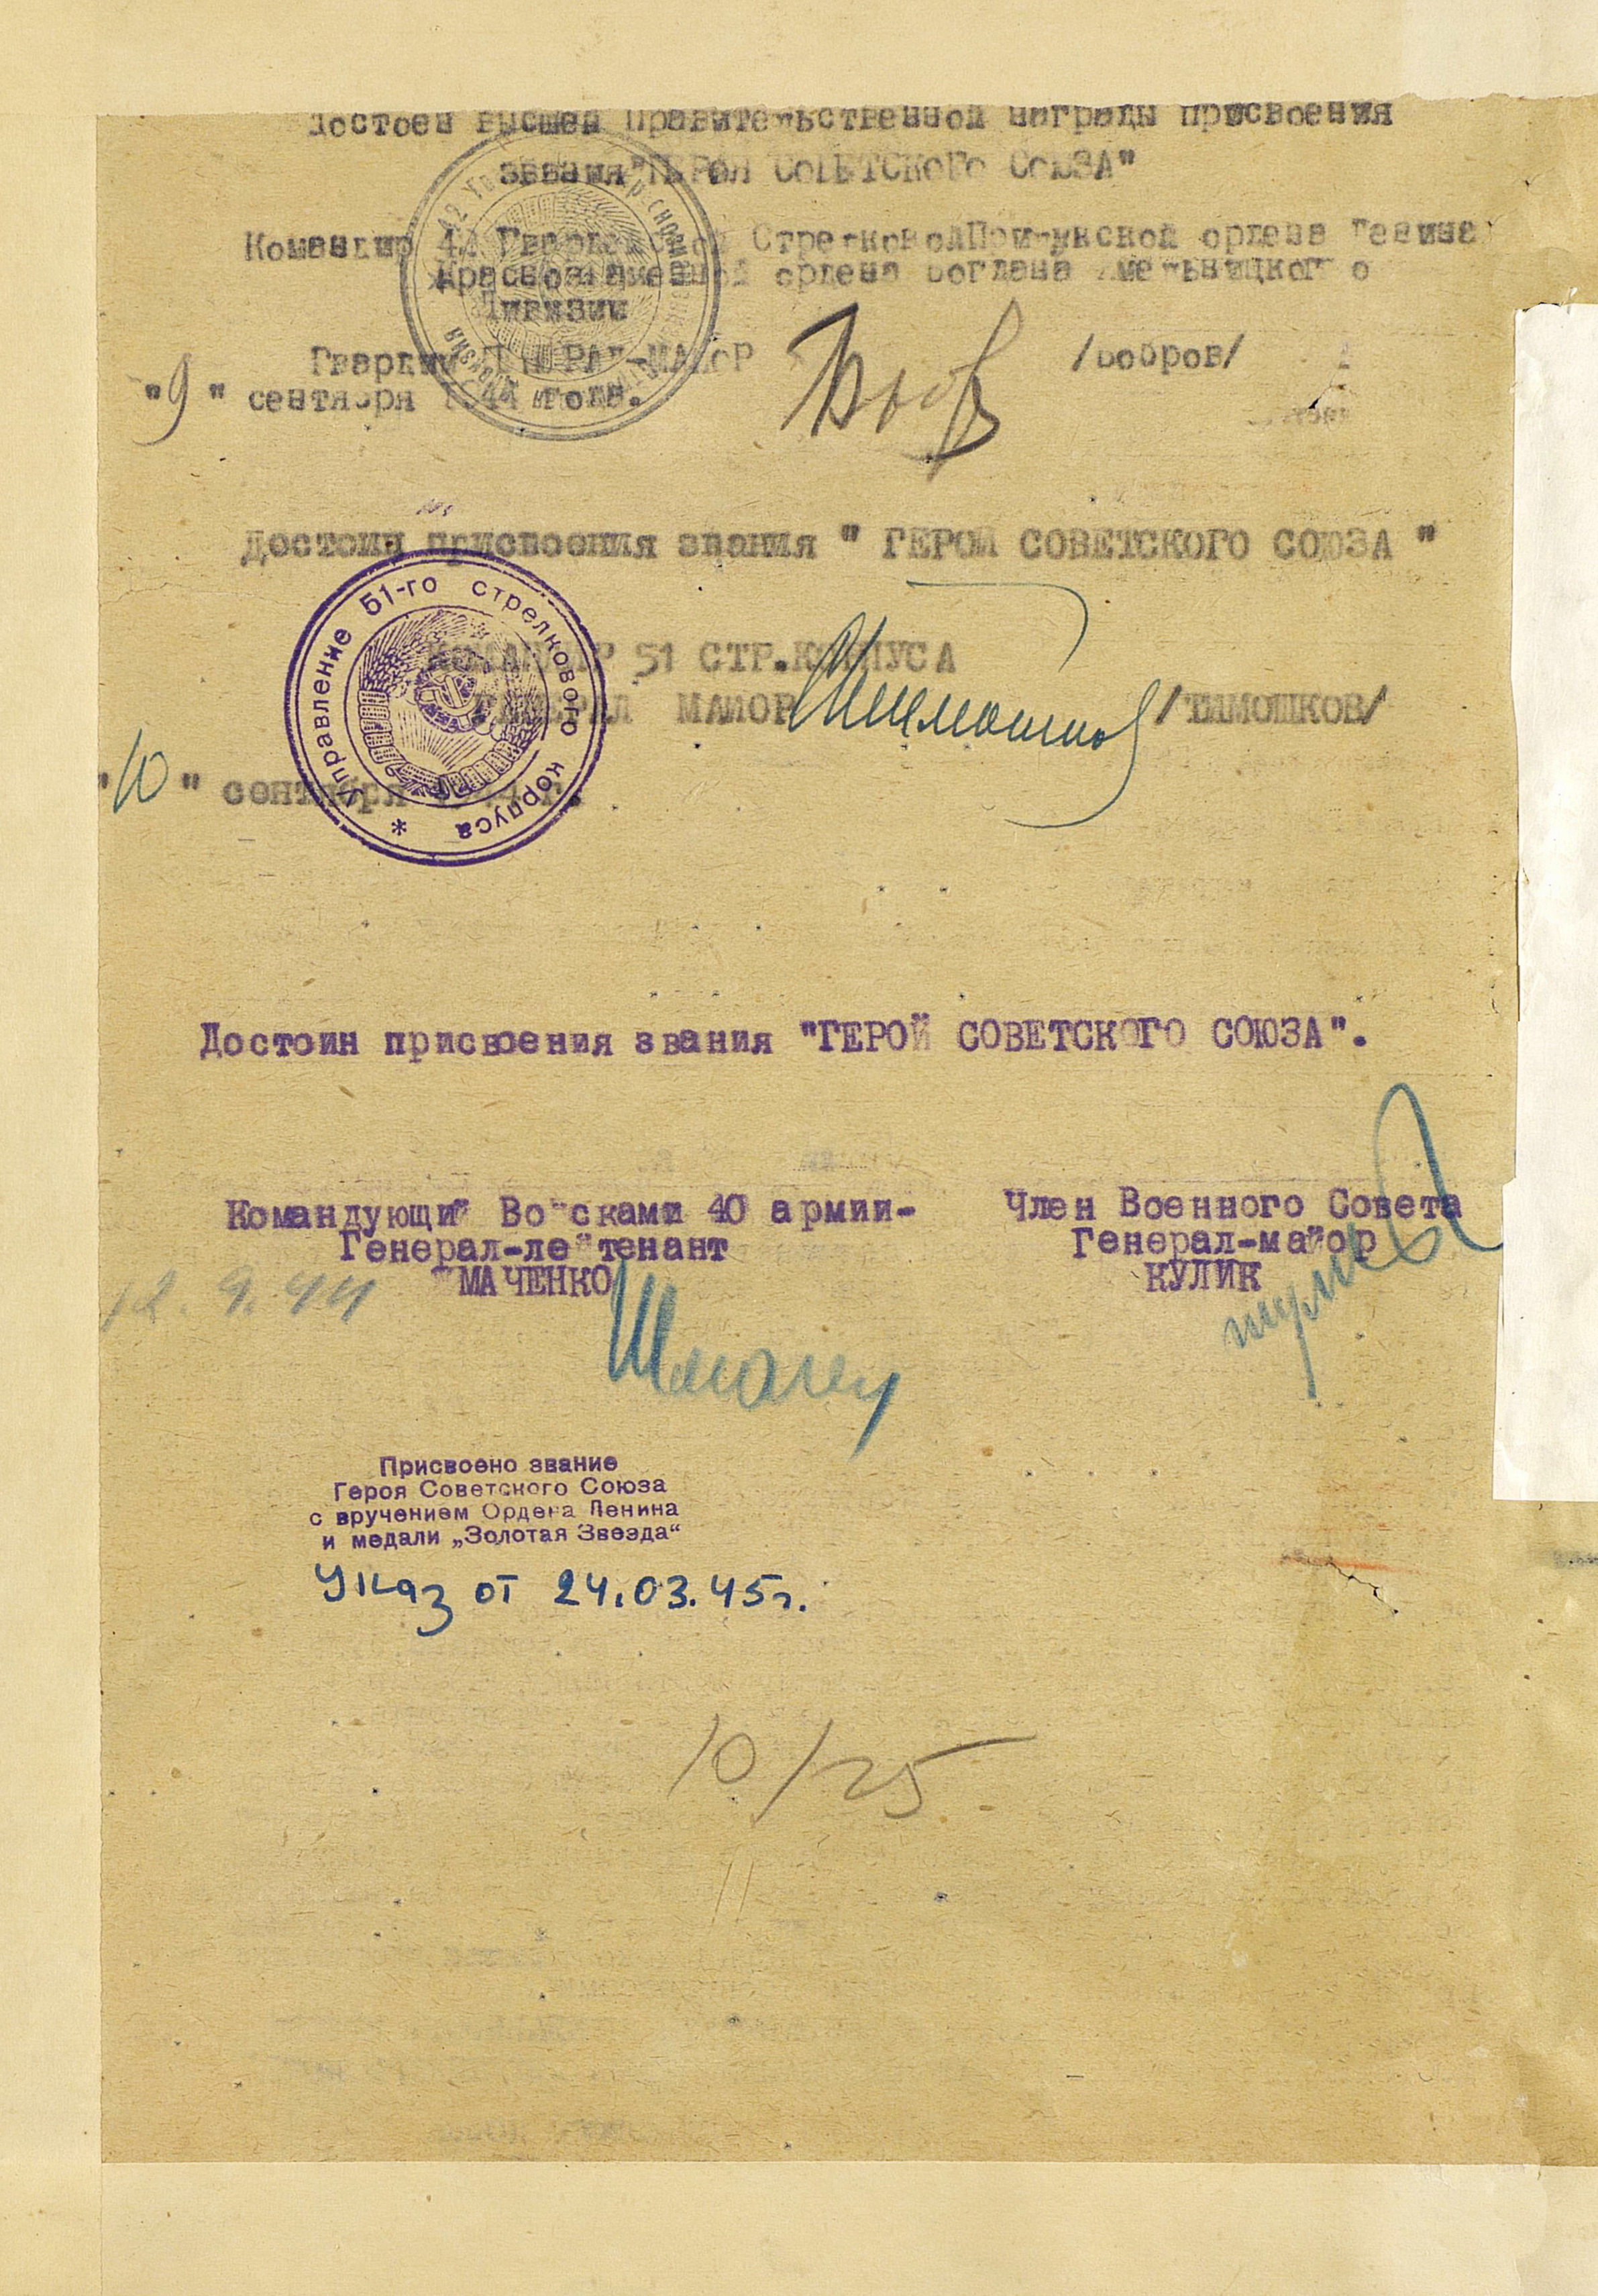 Достоен высшей Правительственной награды присвоения
звания "ГЕРОЯ СОВЕТСКОГО СОЮЗА"
Командир 42 Гвардейской Стрелковой Прилукской ордена Ленина
Краснознаменной ордена Богдана Хмельницкого
Дивизии
Гвардии ГЕНЕРАЛ-МАЙОР /Бобров/
"9" сентября 1944 года.
Достоин присвоения звания " ГЕРОЙ СОВЕТСКОГО СОЮЗА "
Управление 51-го стрелкового корпуса *
КОМАНДИР 51 СТР.КОРПУСА
ГЕНЕРАЛ МАЙОР Тимошков /ТИМОШКОВ/
"10" сентября 1944 г.
Достоин присвоения звания "ГЕРОЙ СОВЕТСКОГО СОЮЗА".
Командующий Войсками 40 армии- Член Военного Совета
Генерал-лейтенант Генерал-майор
ЖМАЧЕНКО КУЛИК
12.9.44
Присвоено звание
Героя Советского Союза
с вручением Ордена Ленина
и медали „Золотая Звезда“
Указ от 24.03.45г.
10/25